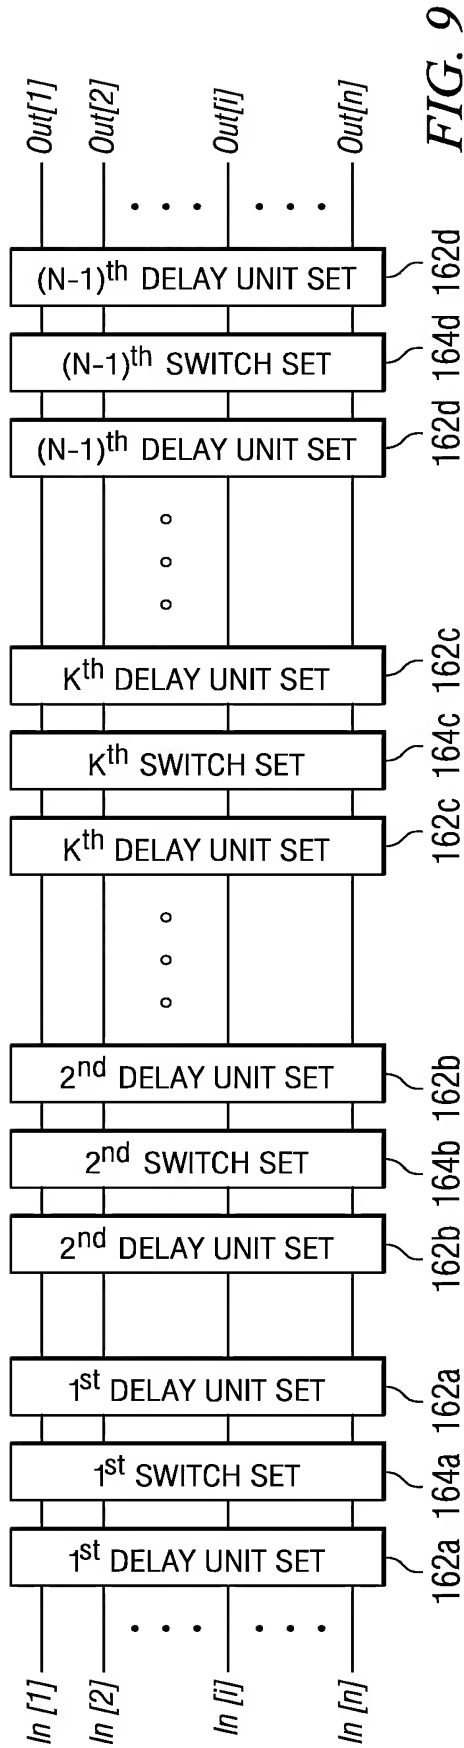 Out[1]
Out[2]
Out[i]
Out[n]
FIG. 9
(N-1)th DELAY UNIT SET
162d
(N-1)th SWITCH SET
164d
(N-1)th DELAY UNIT SET
162d
Kth DELAY UNIT SET
162c
Kth SWITCH SET
164c
Kth DELAY UNIT SET
162c
2nd DELAY UNIT SET
162b
2nd SWITCH SET
164b
2nd DELAY UNIT SET
162b
1st DELAY UNIT SET
162a
1st SWITCH SET
164a
1st DELAY UNIT SET
162a
In [1]
In [2]
In [i]
In [n]